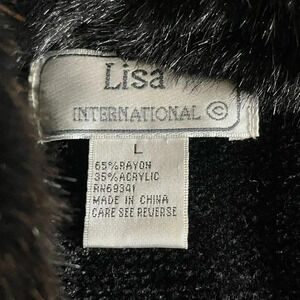 Lisa
INTERNATIONAL ©
L
65%RAYON
35%ACRYLIC
RN69341
MADE IN CHINA
CARE SEE REVERSE